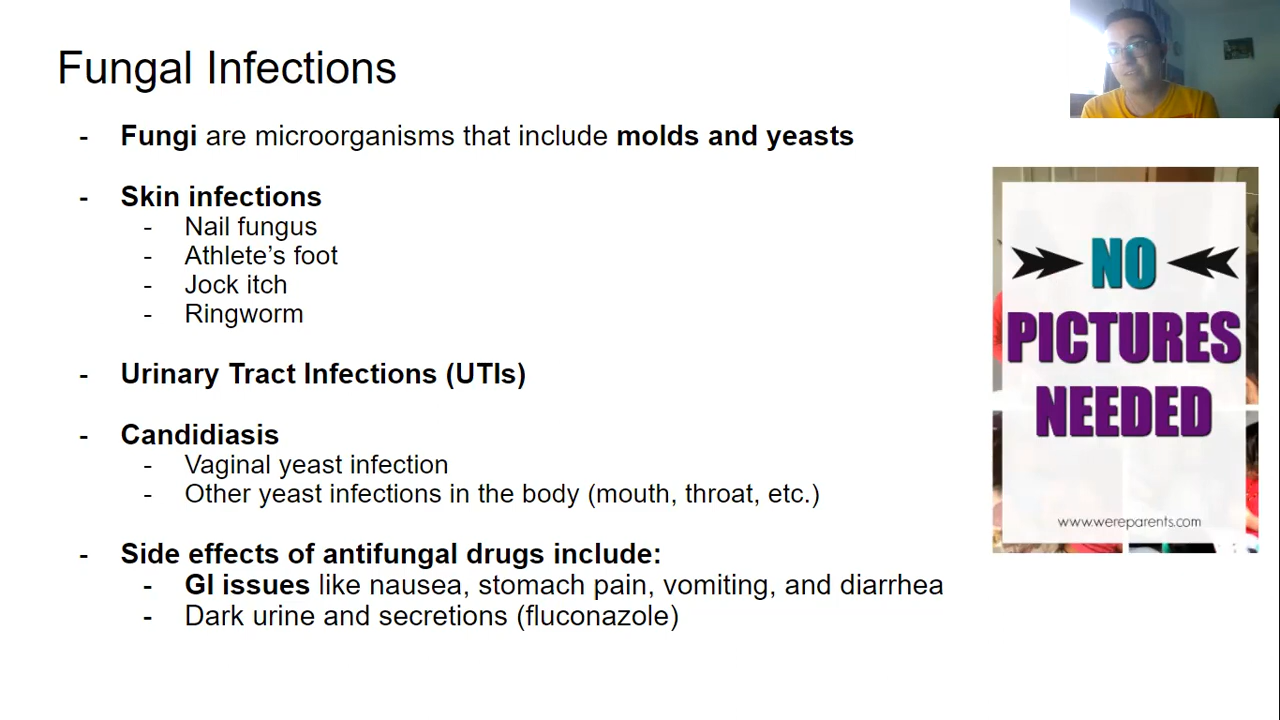 Fungal Infections
- Fungi are microorganisms that include molds and yeasts
- Skin infections
- Nail fungus
- Athlete’s foot
- Jock itch
- Ringworm
- Urinary Tract Infections (UTIs)
- Candidiasis
- Vaginal yeast infection
- Other yeast infections in the body (mouth, throat, etc.)
- Side effects of antifungal drugs include:
- GI issues like nausea, stomach pain, vomiting, and diarrhea
- Dark urine and secretions (fluconazole)
NO
PICTURES
NEEDED
www.wereparents.com